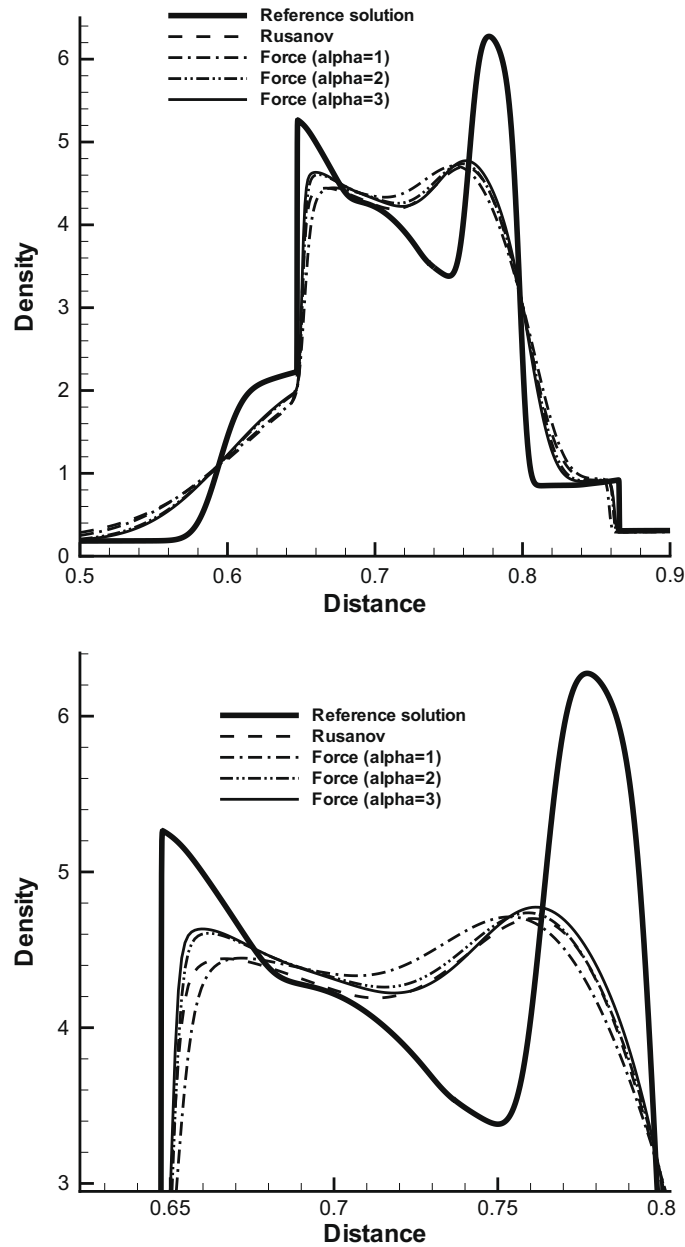 Reference solution
Rusanov
Force (alpha=1)
Force (alpha=2)
Force (alpha=3)
6
5
4
3
2
1
0
Density
0.5
0.6
0.7
0.8
0.9
Distance
Reference solution
Rusanov
Force (alpha=1)
Force (alpha=2)
Force (alpha=3)
6
5
4
3
Density
0.65
0.7
0.75
0.8
Distance